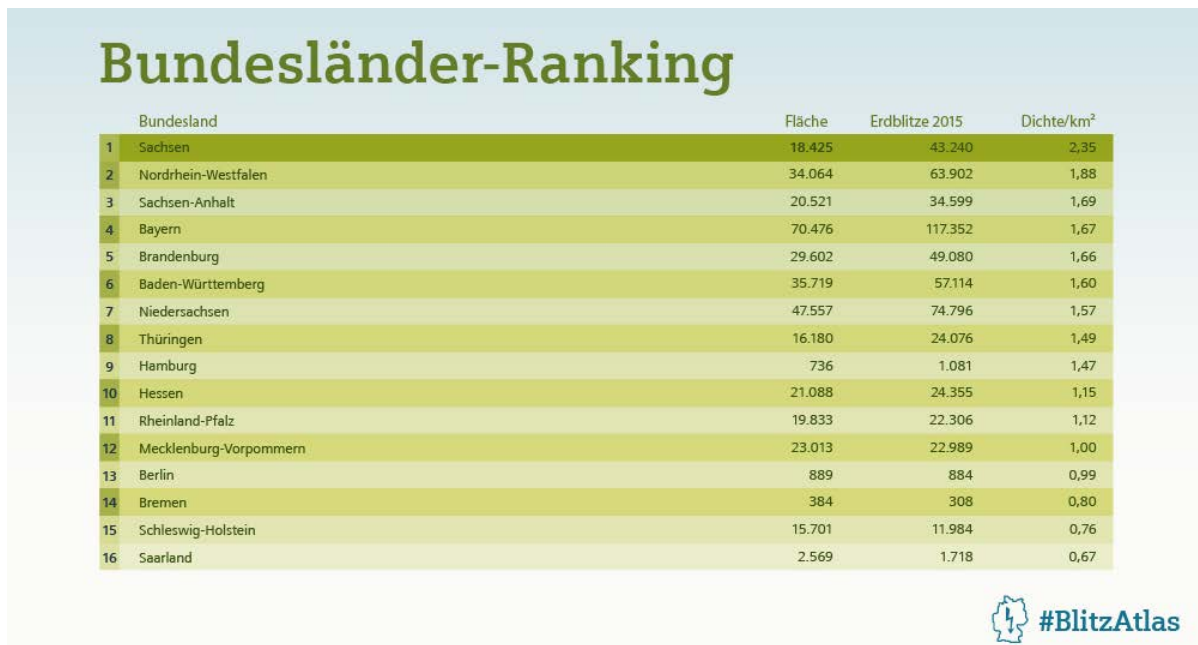 Bundesländer-Ranking
Bundesland Fläche Erdblitze 2015 Dichte/km²
1 Sachsen 18.425 43.240 2,35
2 Nordrhein-Westfalen 34.064 63.902 1,88
3 Sachsen-Anhalt 20.521 34.599 1,69
4 Bayern 70.476 117.352 1,67
5 Brandenburg 29.602 49.080 1,66
6 Baden-Württemberg 35.719 57.114 1,60
7 Niedersachsen 47.557 74.796 1,57
8 Thüringen 16.180 24.076 1,49
9 Hamburg 736 1.081 1,47
10 Hessen 21.088 24.355 1,15
11 Rheinland-Pfalz 19.833 22.306 1,12
12 Mecklenburg-Vorpommern 23.013 22.989 1,00
13 Berlin 889 884 0,99
14 Bremen 384 308 0,80
15 Schleswig-Holstein 15.701 11.984 0,76
16 Saarland 2.569 1.718 0,67
#BlitzAtlas